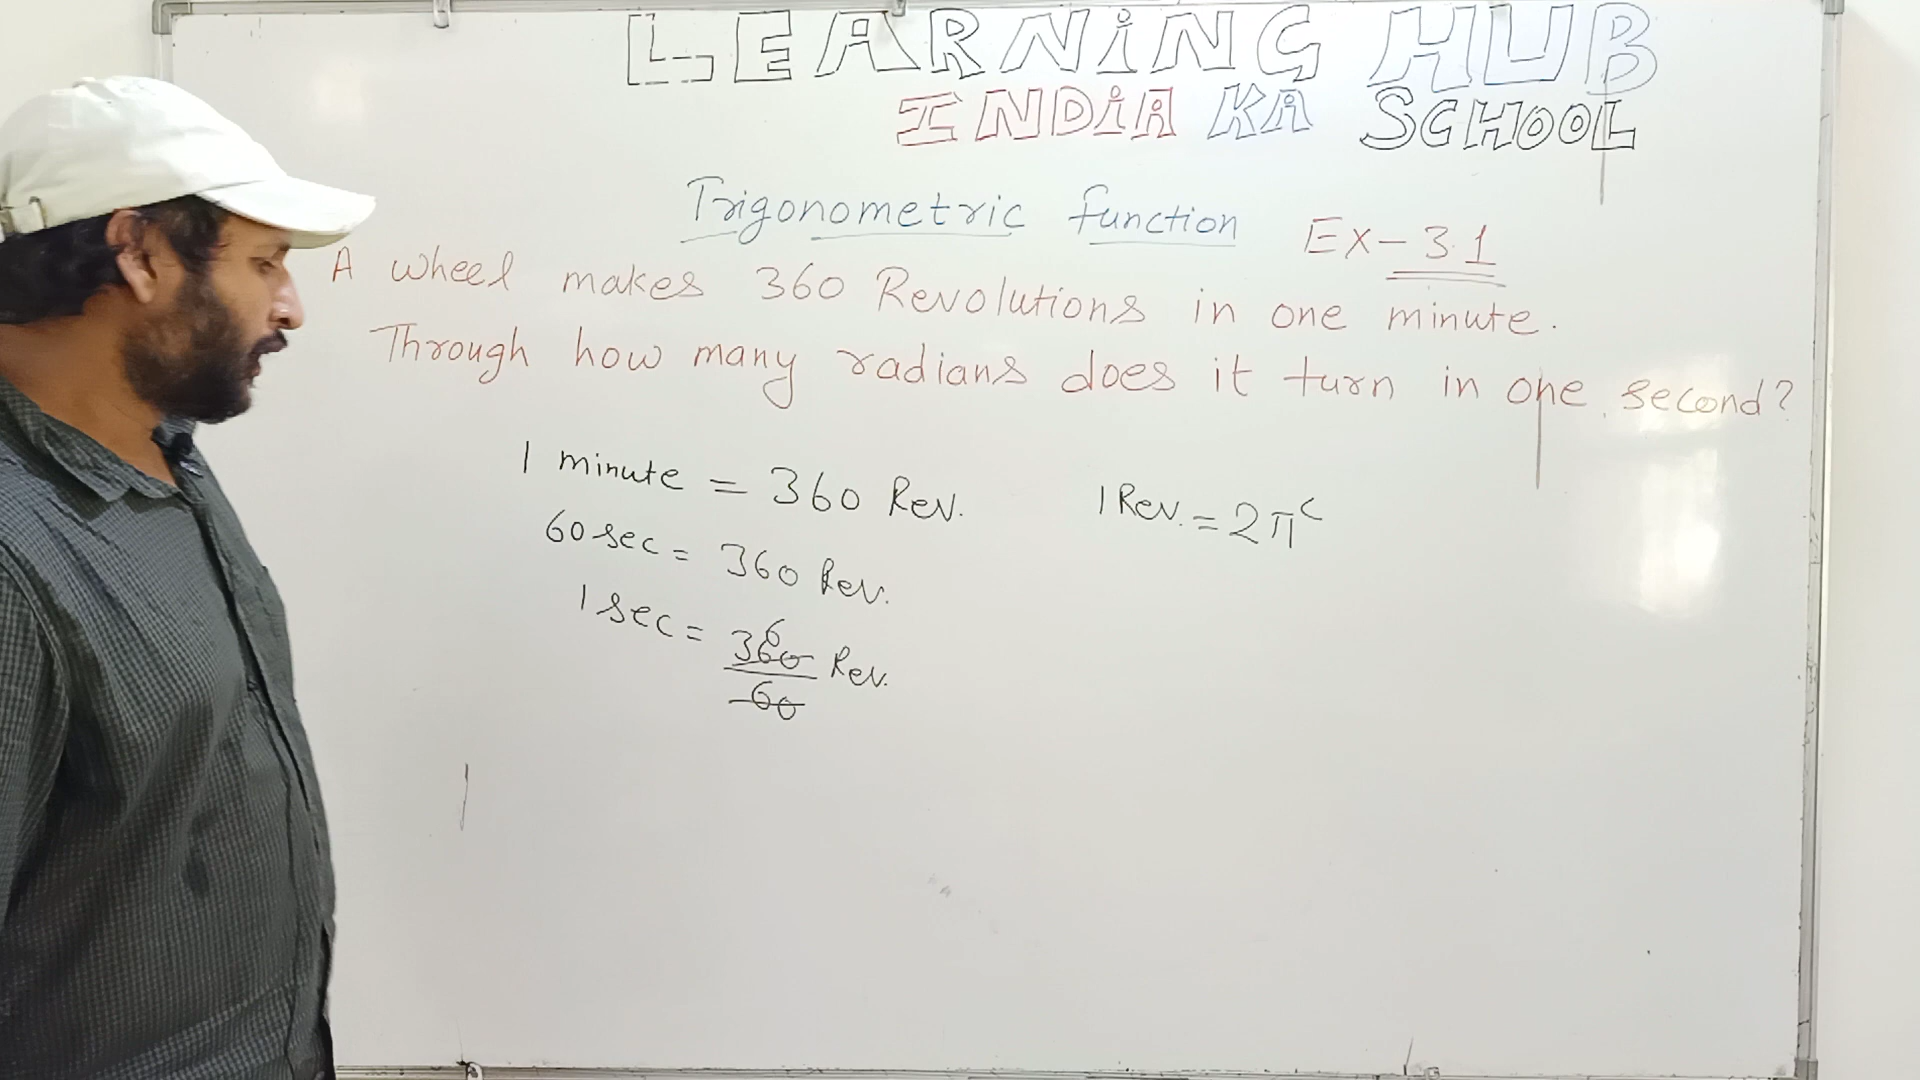 LEARNING HUB
INDIA KA SCHOOL
Trigonometric function Ex-3.1
A wheel makes 360 Revolutions in one minute.
Through how many radians does it turn in one second?
1 minute = 360 Rev.
1 Rev. = 2π^c
60 sec = 360 Rev.
1 sec = 360/60 Rev.
6